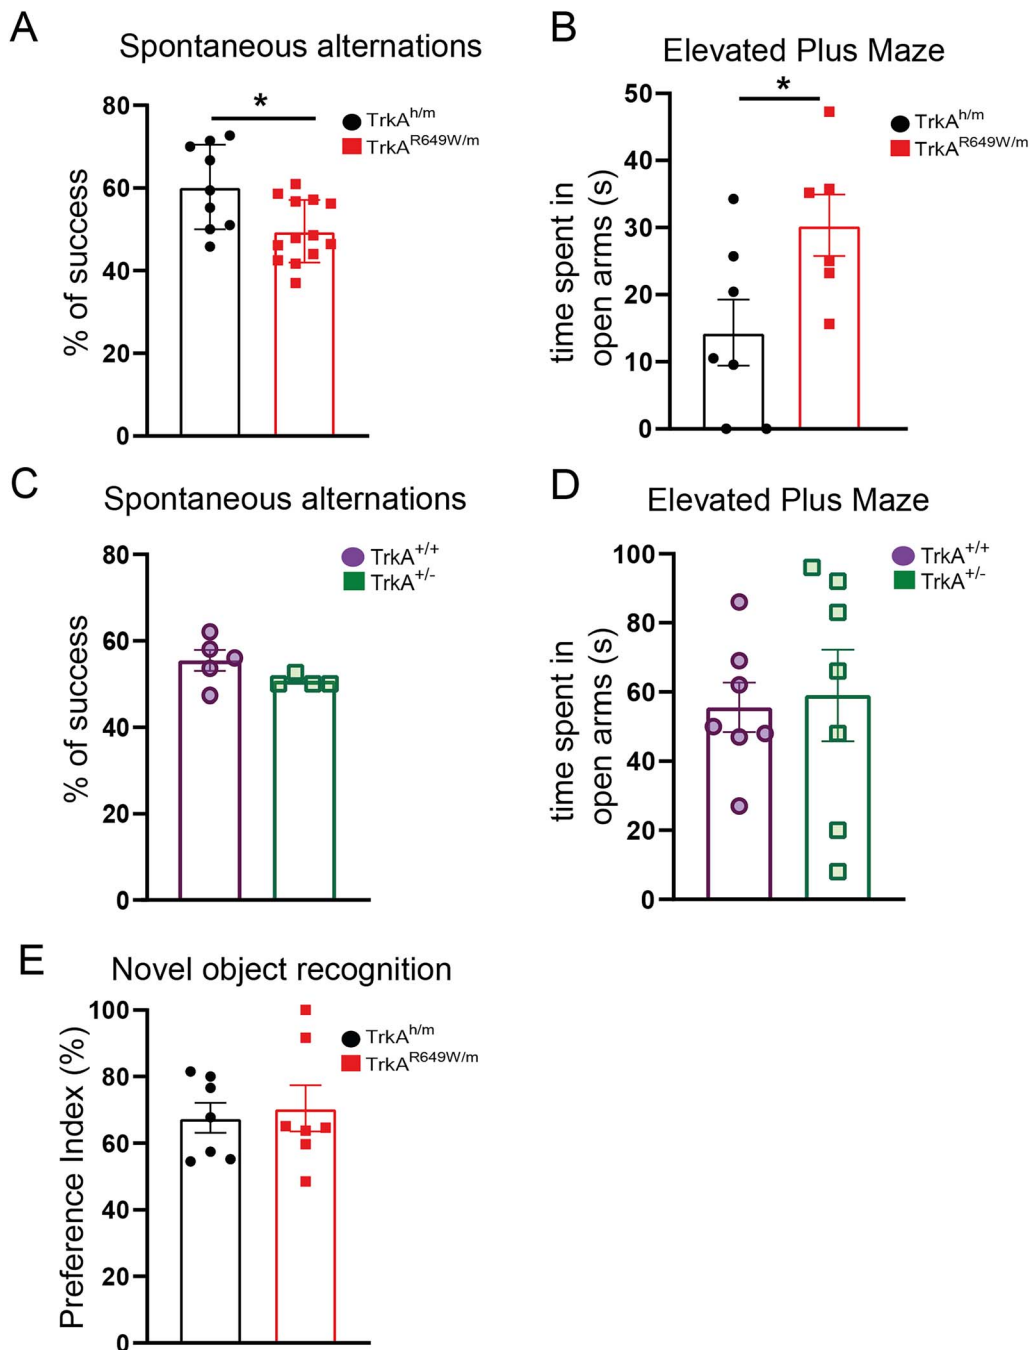 A
Spontaneous alternations
*
TrkA^h/m
TrkA^R649W/m
% of success
80
60
40
20
0
B
Elevated Plus Maze
*
TrkA^h/m
TrkA^R649W/m
time spent in
open arms (s)
50
40
30
20
10
0
C
Spontaneous alternations
TrkA^+/+
TrkA^+/-
% of success
80
60
40
20
0
D
Elevated Plus Maze
TrkA^+/+
TrkA^+/-
time spent in
open arms (s)
100
80
60
40
20
0
E
Novel object recognition
TrkA^h/m
TrkA^R649W/m
Preference Index (%)
100
80
60
40
20
0